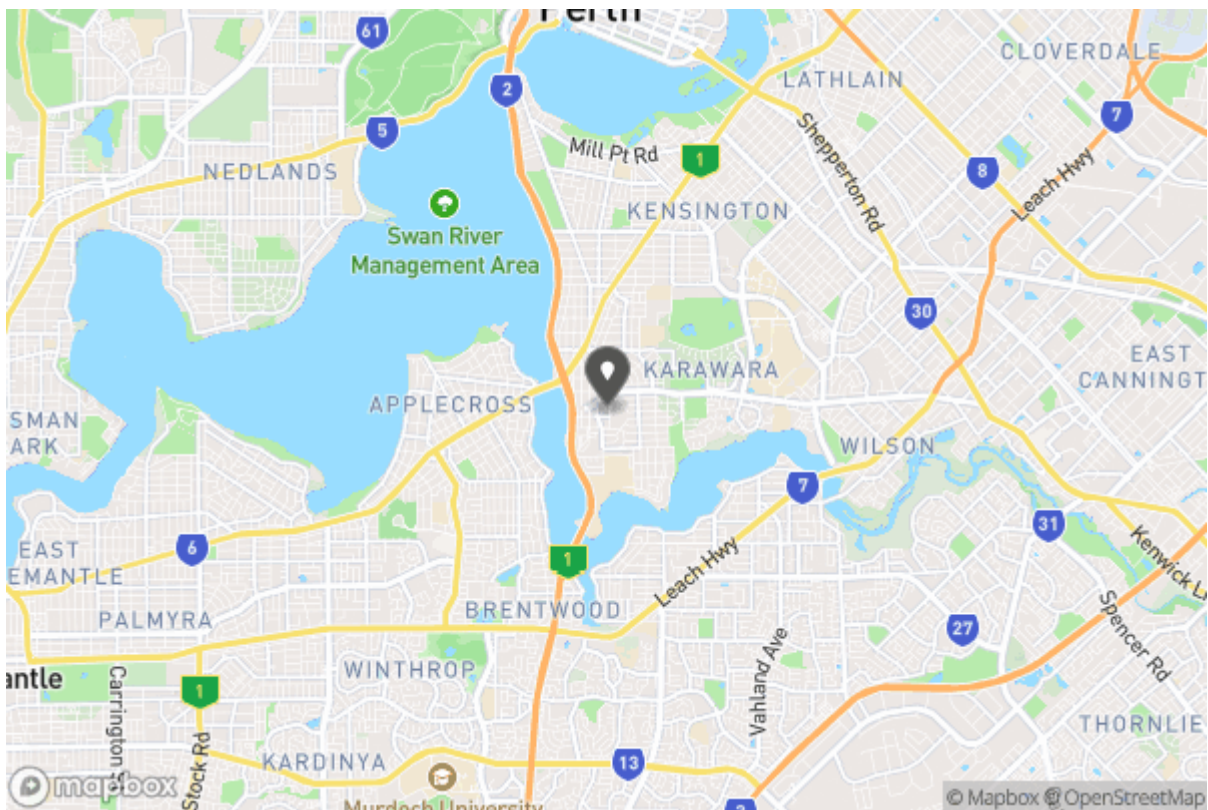 Perth
61
CLOVERDALE
LATHLAIN
2
7
5
Mill Pt Rd
Shepperton Rd
NEDLANDS
1
8
Leach Hwy
KENSINGTON
Swan River
Management Area
30
KARAWARA
EAST
CANNINGT
APPLECROSS
SMAN
ARK
WILSON
7
31
6
EAST
EMANTLE
1
Leach Hwy
Kenwick L
BRENTWOOD
PALMYRA
27
Spencer Rd
Vahland Ave
WINTHROP
antle
Carrington S
1
Stock Rd
THORNLIE
KARDINYA
13
mapbox
Murdoch University
3
© Mapbox © OpenStreetMap